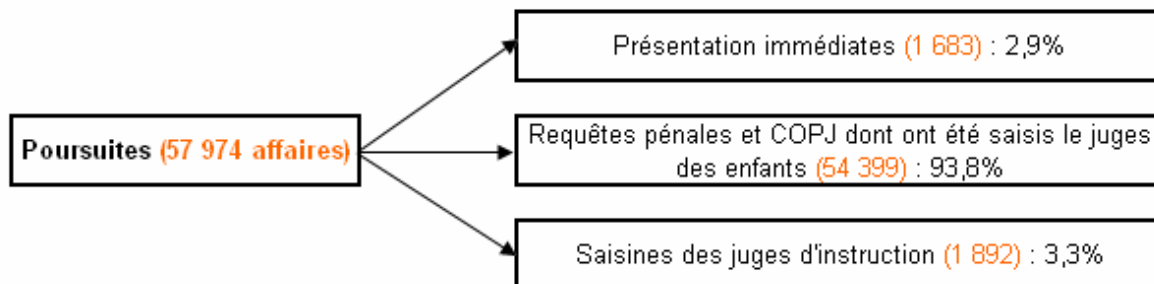 Présentation immédiates (1 683) : 2,9%
Poursuites (57 974 affaires)
Requêtes pénales et COPJ dont ont été saisis le juges
des enfants (54 399) : 93,8%
Saisines des juges d'instruction (1 892) : 3,3%